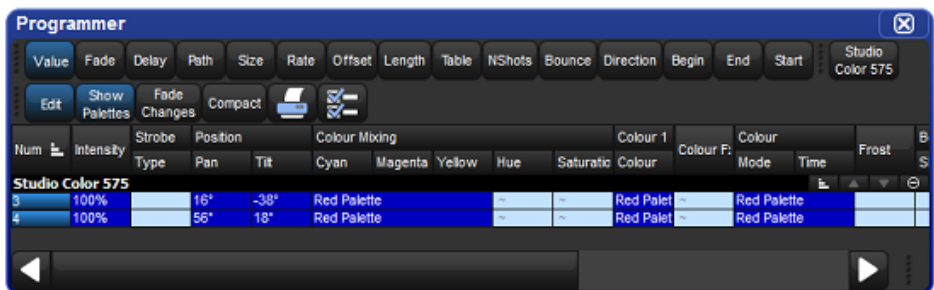 Programmer
Value Fade Delay Path Size Rate Offset Length Table NShots Bounce Direction Begin End Start Studio Color 575
Edit Show Palettes Fade Changes Compact
Num Intensity Strobe Position Colour Mixing Colour 1 Colour F: Colour Frost B
Type Pan Tilt Cyan Magenta Yellow Hue Saturatic Colour Mode Time S
Studio Color 575
3 100% 16° -38° Red Palette ~ ~ Red Palet ~ Red Palette
4 100% 56° 18° Red Palette ~ ~ Red Palet ~ Red Palette